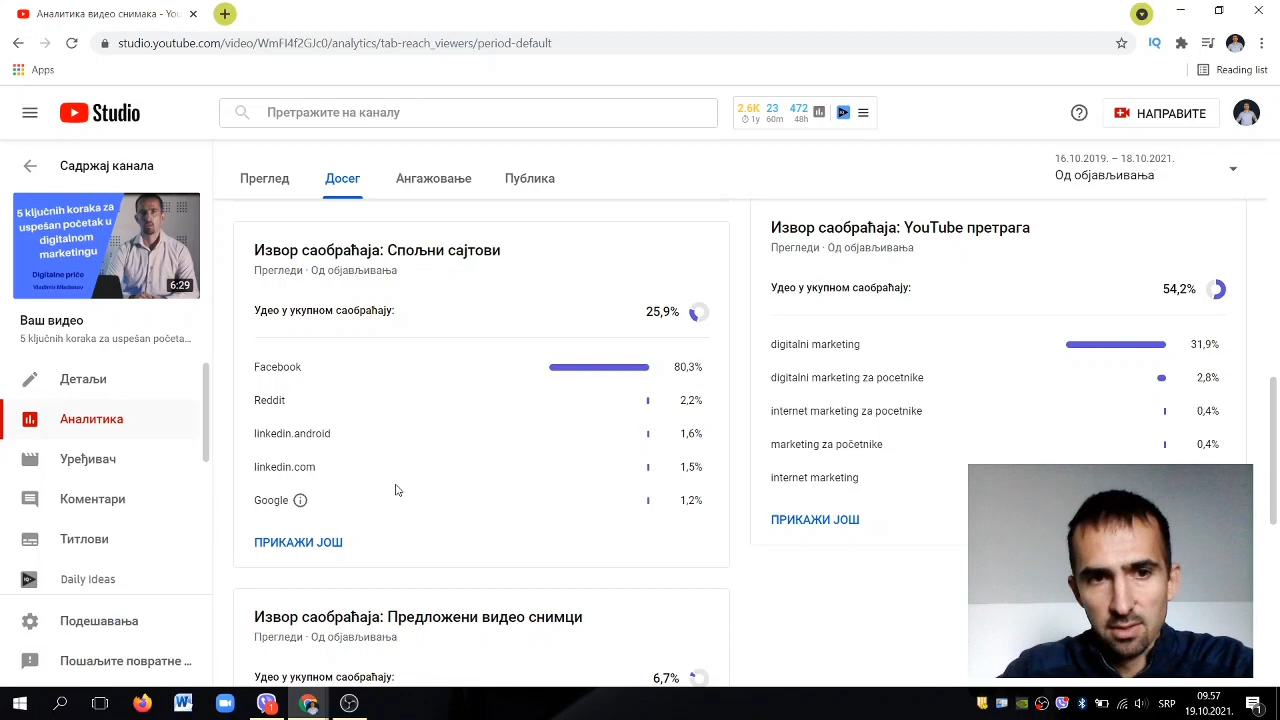 Аналитика видео снимака - You
studio.youtube.com/video/WmFI4f2GJc0/analytics/tab-reach_viewers/period-default
IQ
Apps
Reading list
Studio
Претражите на каналу
2.6K 23 472
1y 60m 48h
НАПРАВИТЕ
Садржај канала
Преглед
Досег
Ангажовање
Публика
16.10.2019. – 18.10.2021.
Од објављивања
5 ključnih koraka za
uspešan početak u
digitalnom
marketingu
Digitalne priče
Vladimir Mladenov
6:29
Ваш видео
5 ključnih koraka za uspešan početa...
Детаљи
Аналитика
Уређивач
Коментари
Титлови
Daily Ideas
Подешавања
Пошаљите повратне ...
Извор саобраћаја: Спољни сајтови
Прегледи · Од објављивања
Удео у укупном саобраћају:
25,9%
Facebook
80,3%
Reddit
2,2%
linkedin.android
1,6%
linkedin.com
1,5%
Google
1,2%
ПРИКАЖИ ЈОШ
Извор саобраћаја: YouTube претрага
Прегледи · Од објављивања
Удео у укупном саобраћају:
54,2%
digitalni marketing
31,9%
digitalni marketing za pocetnike
2,8%
internet marketing za pocetnike
0,4%
marketing za početnike
0,4%
internet marketing
ПРИКАЖИ ЈОШ
Извор саобраћаја: Предложени видео снимци
Прегледи · Од објављивања
Удео у укупном саобраћају:
6,7%
SRP
09.57
19.10.2021.